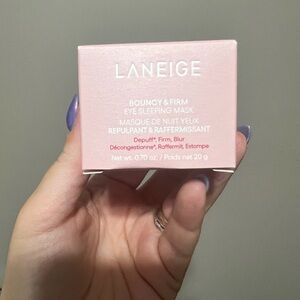 LANEIGE
BOUNCY & FIRM
EYE SLEEPING MASK
MASQUE DE NUIT YEUX
REPULPANT & RAFFERMISSANT
Depuff*, Firm, Blur
Décongestionne*, Raffermit, Estompe
Net wt. 0.70 oz. / Poids net 20 g